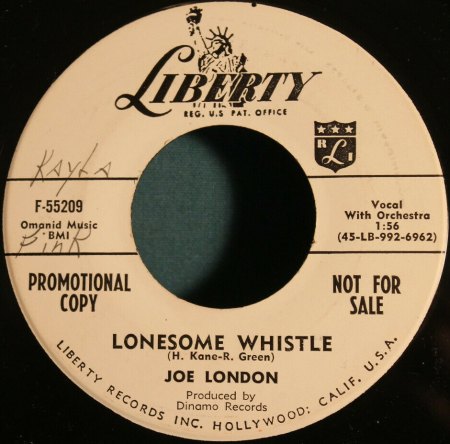 LIBERTY
REG. U.S. PAT. OFFICE
R L I
Kayla
F-55209
Omanid Music
BMI
Pink
Vocal
With Orchestra
1:56
(45-LB-992-6962)
PROMOTIONAL
COPY
NOT FOR
SALE
LONESOME WHISTLE
(H. Kane-R. Green)
JOE LONDON
Produced by
Dinamo Records
LIBERTY RECORDS INC. HOLLYWOOD: CALIF. U.S.A.